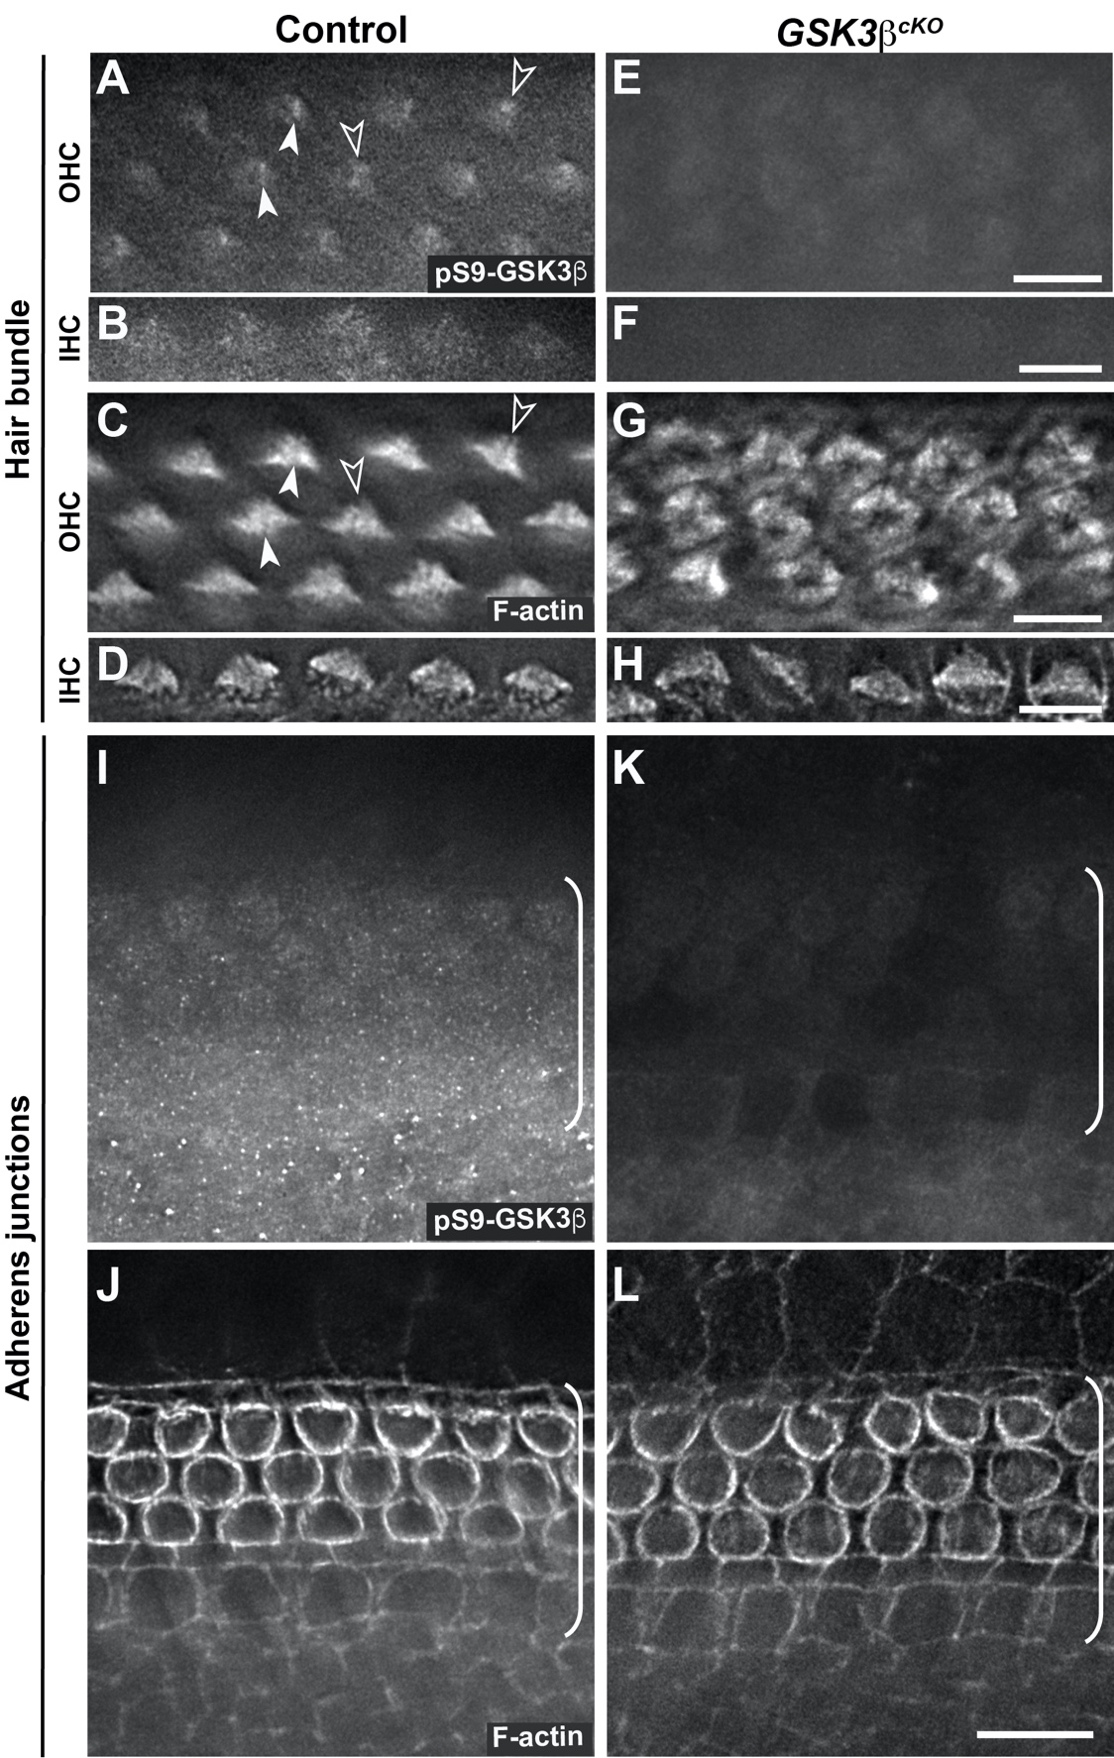 Control
GSK3βcKO
Hair bundle
Adherens junctions
OHC
A
pS9-GSK3β
E
IHC
B
F
OHC
C
F-actin
G
IHC
D
H
I
pS9-GSK3β
K
J
F-actin
L